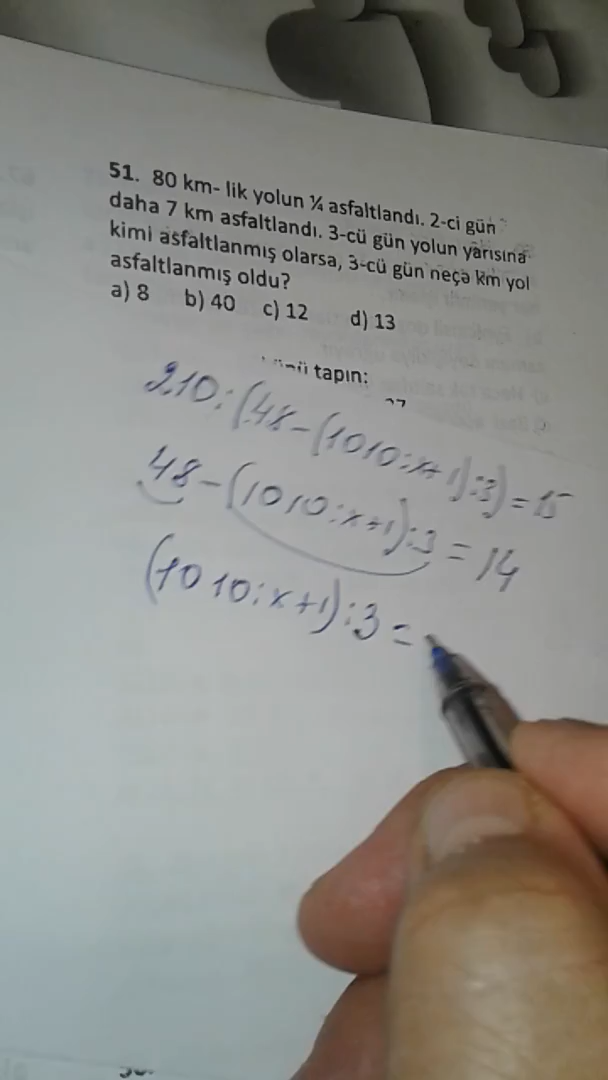 51. 80 km- lik yolun ¼ asfaltlandı. 2-ci gün
daha 7 km asfaltlandı. 3-cü gün yolun yarısına
kimi asfaltlanmış olarsa, 3-cü gün neçə km yol
asfaltlanmış oldu?
a) 8 b) 40 c) 12 d) 13
tapın:
210:(48-(1010:x+1):3)=15
48-(1010:x+1):3=14
(1010:x+1):3=